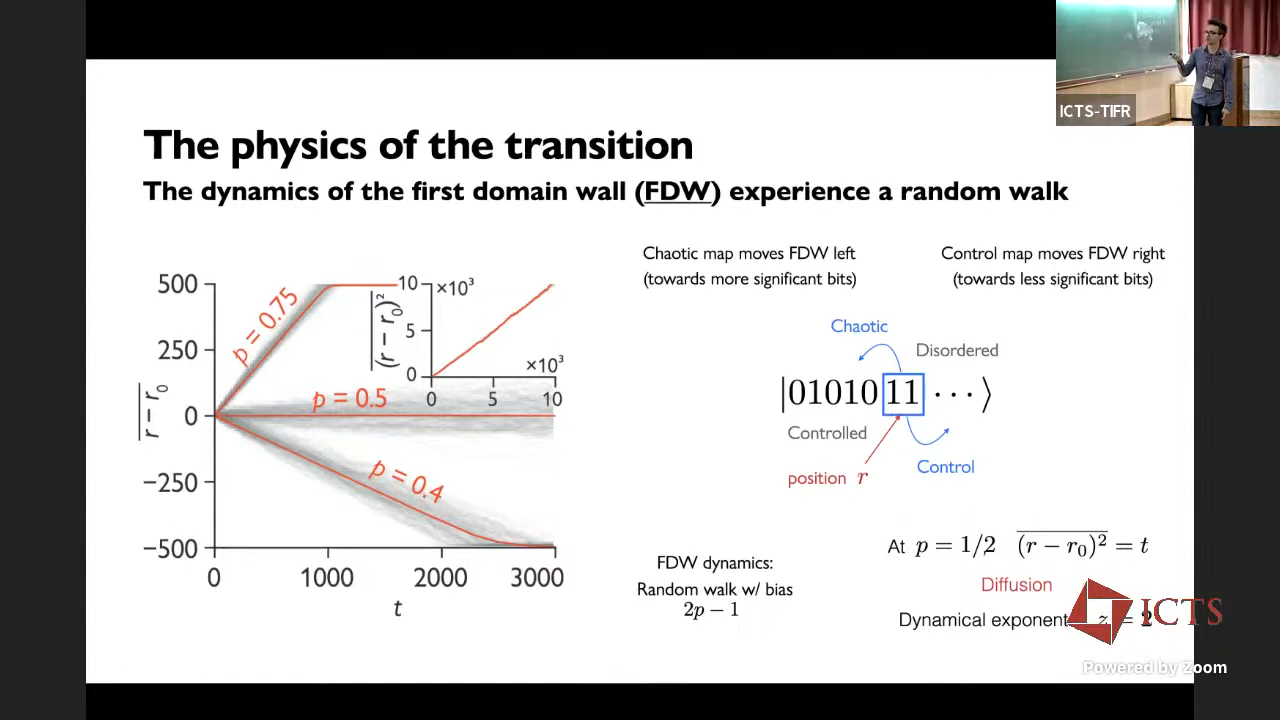 ICTS-TIFR
The physics of the transition
The dynamics of the first domain wall (FDW) experience a random walk
Chaotic map moves FDW left
(towards more significant bits)
Control map moves FDW right
(towards less significant bits)
500
250
0
−250
−500
r − r₀
0
1000
2000
3000
t
p = 0.75
p = 0.5
p = 0.4
10
×10³
5
0
(r − r₀)²
×10³
0
5
10
Chaotic
Disordered
|01010 11 ⋯⟩
Controlled
position r
Control
FDW dynamics:
Random walk w/ bias
2p − 1
At p = 1/2 (r − r₀)² = t
Diffusion
Dynamical exponent z = 2
ICTS
Powered by Zoom